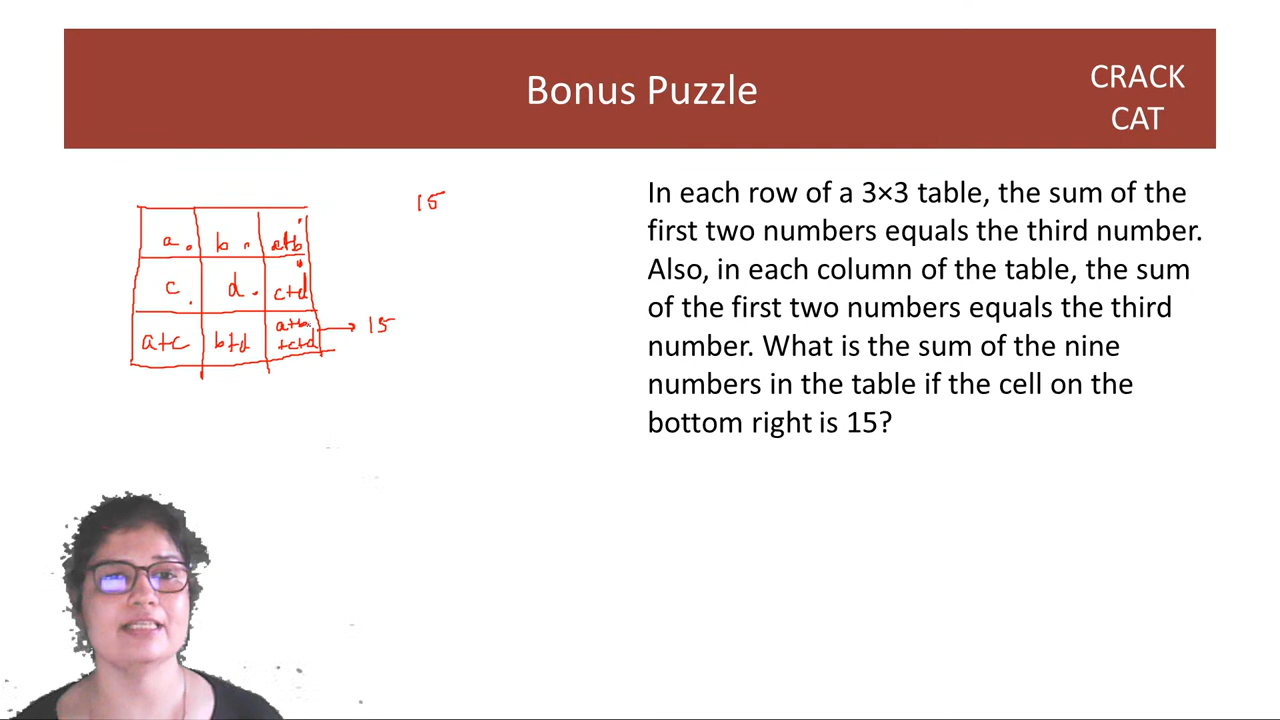 Bonus Puzzle
CRACK
CAT
15
a b a+b
c d c+d
a+c b+d a+b
+c+d
15
In each row of a 3×3 table, the sum of the
first two numbers equals the third number.
Also, in each column of the table, the sum
of the first two numbers equals the third
number. What is the sum of the nine
numbers in the table if the cell on the
bottom right is 15?